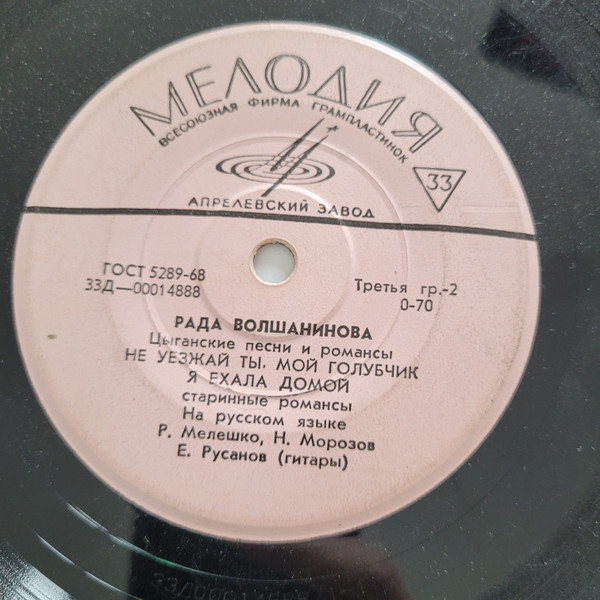 МЕЛОДИЯ
ВСЕСОЮЗНАЯ ФИРМА ГРАМПЛАСТИНОК
33
АПРЕЛЕВСКИЙ ЗАВОД
ГОСТ 5289-68
33Д—00014888
Третья гр.-2
0-70
РАДА ВОЛШАНИНОВА
Цыганские песни и романсы
НЕ УЕЗЖАЙ ТЫ, МОЙ ГОЛУБЧИК
Я ЕХАЛА ДОМОЙ
старинные романсы
На русском языке
Р. Мелешко, Н. Морозов
Е. Русанов (гитары)